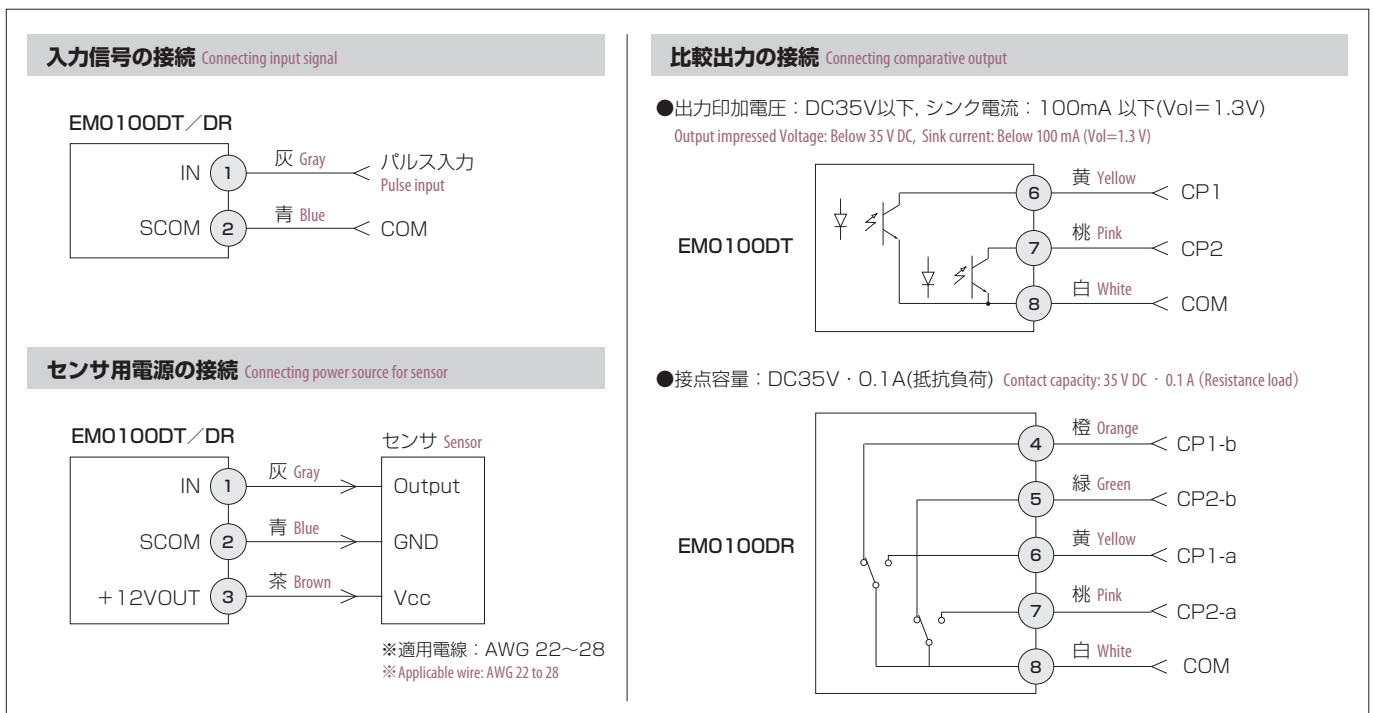 入力信号の接続 Connecting input signal
EM0100DT／DR
IN 1 灰 Gray パルス入力
Pulse input
SCOM 2 青 Blue COM
センサ用電源の接続 Connecting power source for sensor
EM0100DT／DR
センサ Sensor
IN 1 灰 Gray Output
SCOM 2 青 Blue GND
＋12VOUT 3 茶 Brown Vcc
※適用電線：AWG 22～28
※Applicable wire: AWG 22 to 28
比較出力の接続 Connecting comparative output
●出力印加電圧：DC35V以下, シンク電流：100mA 以下(Vol＝1.3V)
Output impressed Voltage: Below 35 V DC, Sink current: Below 100 mA (Vol=1.3 V)
EM0100DT
6 黄 Yellow CP1
7 桃 Pink CP2
8 白 White COM
●接点容量：DC35V・0.1A(抵抗負荷) Contact capacity: 35 V DC・0.1 A (Resistance load)
EM0100DR
4 橙 Orange CP1-b
5 緑 Green CP2-b
6 黄 Yellow CP1-a
7 桃 Pink CP2-a
8 白 White COM